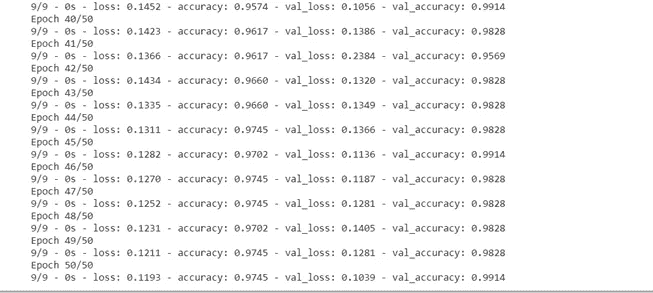 9/9 - 0s - loss: 0.1452 - accuracy: 0.9574 - val_loss: 0.1056 - val_accuracy: 0.9914
Epoch 40/50
9/9 - 0s - loss: 0.1423 - accuracy: 0.9617 - val_loss: 0.1386 - val_accuracy: 0.9828
Epoch 41/50
9/9 - 0s - loss: 0.1366 - accuracy: 0.9617 - val_loss: 0.2384 - val_accuracy: 0.9569
Epoch 42/50
9/9 - 0s - loss: 0.1434 - accuracy: 0.9660 - val_loss: 0.1320 - val_accuracy: 0.9828
Epoch 43/50
9/9 - 0s - loss: 0.1335 - accuracy: 0.9660 - val_loss: 0.1349 - val_accuracy: 0.9828
Epoch 44/50
9/9 - 0s - loss: 0.1311 - accuracy: 0.9745 - val_loss: 0.1366 - val_accuracy: 0.9828
Epoch 45/50
9/9 - 0s - loss: 0.1282 - accuracy: 0.9702 - val_loss: 0.1136 - val_accuracy: 0.9914
Epoch 46/50
9/9 - 0s - loss: 0.1270 - accuracy: 0.9745 - val_loss: 0.1187 - val_accuracy: 0.9828
Epoch 47/50
9/9 - 0s - loss: 0.1252 - accuracy: 0.9745 - val_loss: 0.1281 - val_accuracy: 0.9828
Epoch 48/50
9/9 - 0s - loss: 0.1231 - accuracy: 0.9702 - val_loss: 0.1405 - val_accuracy: 0.9828
Epoch 49/50
9/9 - 0s - loss: 0.1211 - accuracy: 0.9745 - val_loss: 0.1281 - val_accuracy: 0.9828
Epoch 50/50
9/9 - 0s - loss: 0.1193 - accuracy: 0.9745 - val_loss: 0.1039 - val_accuracy: 0.9914